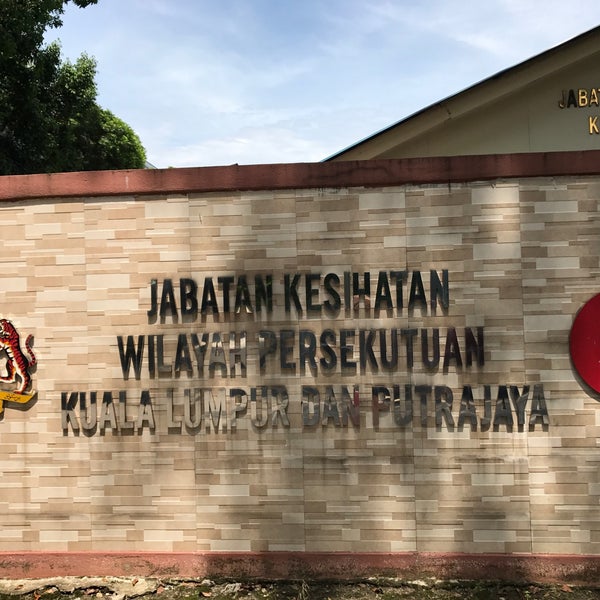 JABATAN KESIHATAN
WILAYAH PERSEKUTUAN
KUALA LUMPUR DAN PUTRAJAYA